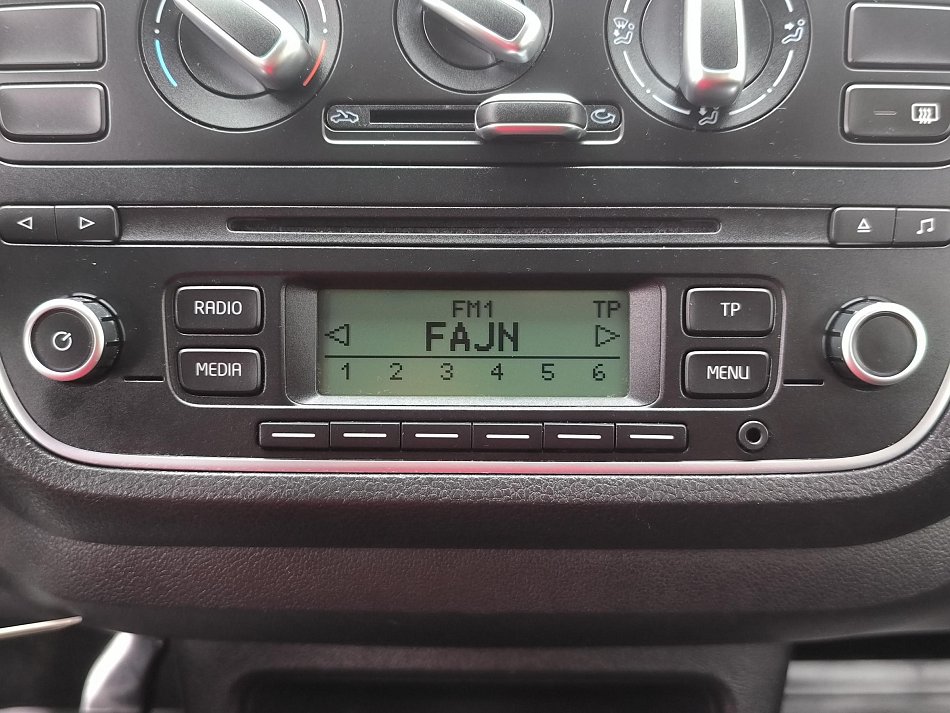 RADIO
MEDIA
FM1 TP
FAJN
1 2 3 4 5 6
TP
MENU